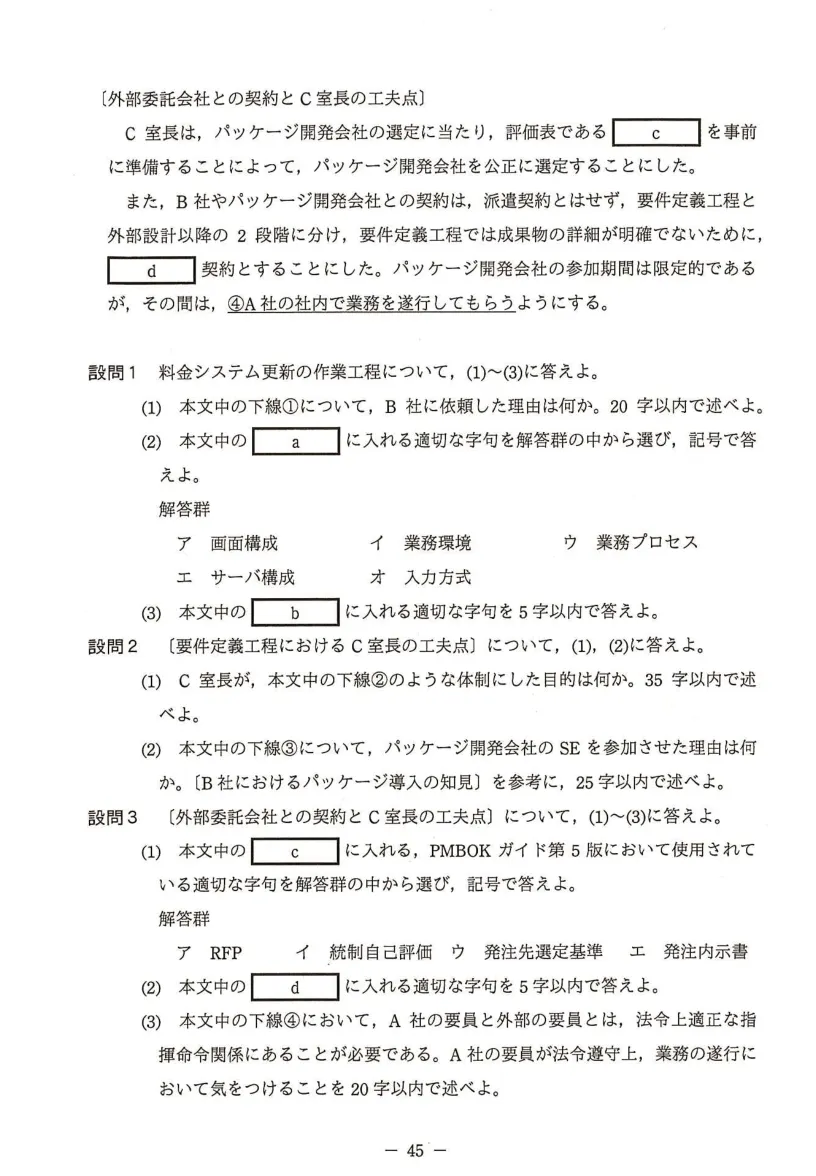 〔外部委託会社との契約とC室長の工夫点〕
C 室長は，パッケージ開発会社の選定に当たり，評価表である c を事前
に準備することによって，パッケージ開発会社を公正に選定することにした。
また，B 社やパッケージ開発会社との契約は，派遣契約とはせず，要件定義工程と
外部設計以降の 2 段階に分け，要件定義工程では成果物の詳細が明確でないために，
d 契約とすることにした。パッケージ開発会社の参加期間は限定的である
が，その間は，④A 社の社内で業務を遂行してもらうようにする。
設問1 料金システム更新の作業工程について，(1)～(3)に答えよ。
(1) 本文中の下線①について，B 社に依頼した理由は何か。20 字以内で述べよ。
(2) 本文中の a に入れる適切な字句を解答群の中から選び，記号で答
えよ。
解答群
ア 画面構成 イ 業務環境 ウ 業務プロセス
エ サーバ構成 オ 入力方式
(3) 本文中の b に入れる適切な字句を 5 字以内で答えよ。
設問2 〔要件定義工程におけるC室長の工夫点〕について，(1)，(2)に答えよ。
(1) C 室長が，本文中の下線②のような体制にした目的は何か。35 字以内で述
べよ。
(2) 本文中の下線③について，パッケージ開発会社の SE を参加させた理由は何
か。〔B 社におけるパッケージ導入の知見〕を参考に，25 字以内で述べよ。
設問3 〔外部委託会社との契約とC室長の工夫点〕について，(1)～(3)に答えよ。
(1) 本文中の c に入れる，PMBOK ガイド第 5 版において使用されて
いる適切な字句を解答群の中から選び，記号で答えよ。
解答群
ア RFP イ 統制自己評価 ウ 発注先選定基準 エ 発注内示書
(2) 本文中の d に入れる適切な字句を 5 字以内で答えよ。
(3) 本文中の下線④において，A 社の要員と外部の要員とは，法令上適正な指
揮命令関係にあることが必要である。A 社の要員が法令遵守上，業務の遂行に
おいて気をつけることを 20 字以内で述べよ。
－ 45 －